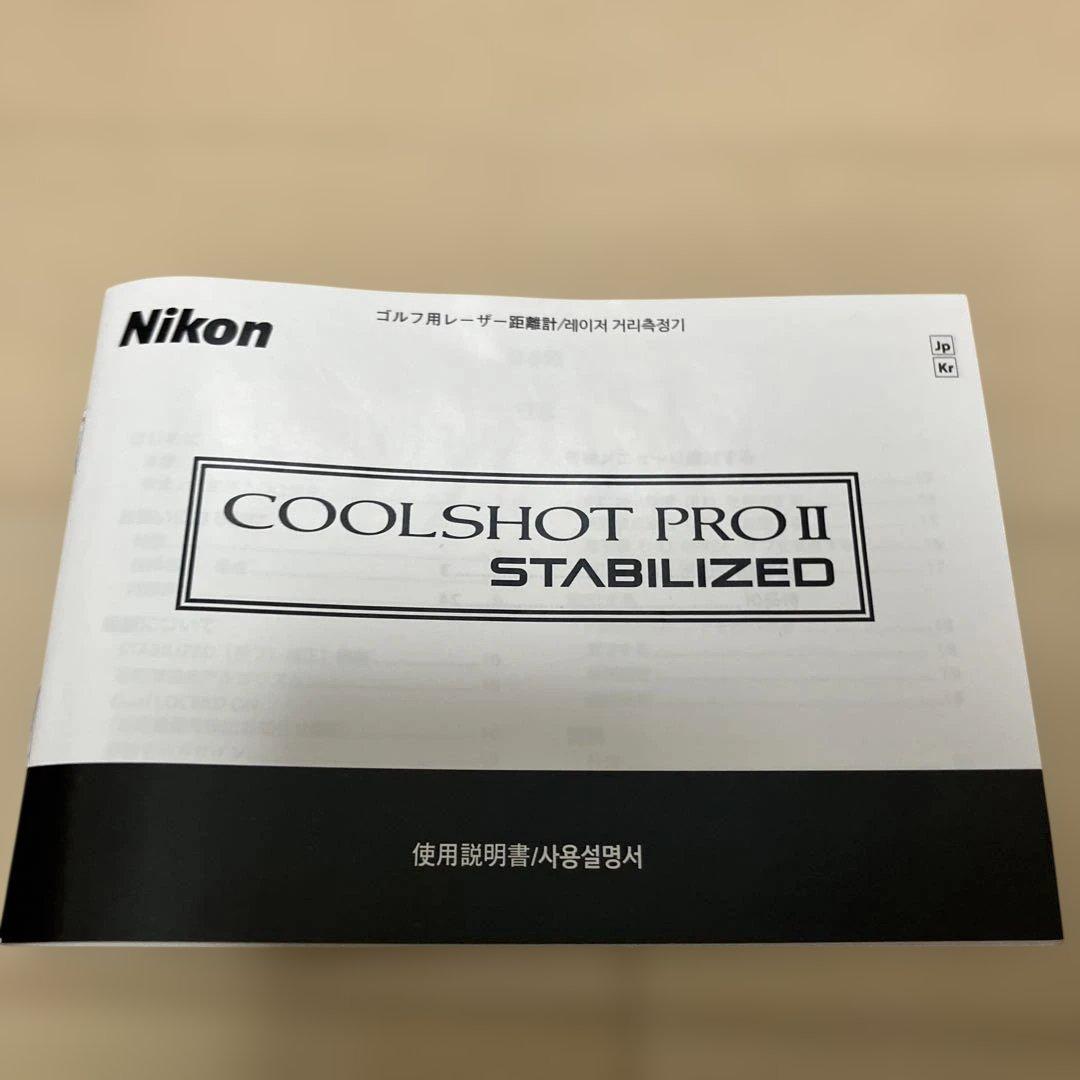 Nikon
ゴルフ用レーザー距離計/레이저 거리측정기
Jp
Kr
COOLSHOT PRO II
STABILIZED
使用説明書/사용설명서